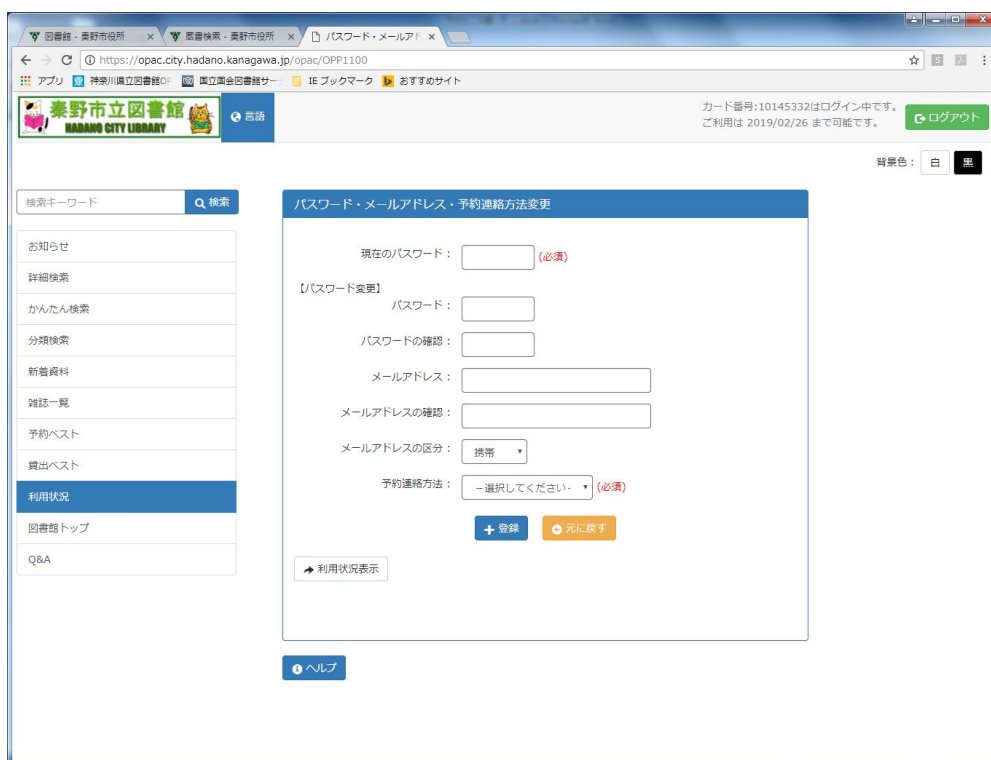 図書館 - 秦野市役所
蔵書検索 - 秦野市役所
パスワード・メールアド
https://opac.city.hadano.kanagawa.jp/opac/OPP1100
アプリ
神奈川県立図書館OP
国立国会図書館サー
IE ブックマーク
おすすめサイト
秦野市立図書館
HADANO CITY LIBRARY
言語
カード番号:10145332はログイン中です。
ご利用は 2019/02/26 まで可能です。
ログアウト
背景色： 白 黒
検索キーワード
検索
お知らせ
詳細検索
かんたん検索
分類検索
新着資料
雑誌一覧
予約ベスト
貸出ベスト
利用状況
図書館トップ
Q&A
パスワード・メールアドレス・予約連絡方法変更
現在のパスワード： (必須)
【パスワード変更】
パスワード：
パスワードの確認：
メールアドレス：
メールアドレスの確認：
メールアドレスの区分： 携帯
予約連絡方法： －選択してください- (必須)
登録
元に戻す
利用状況表示
ヘルプ